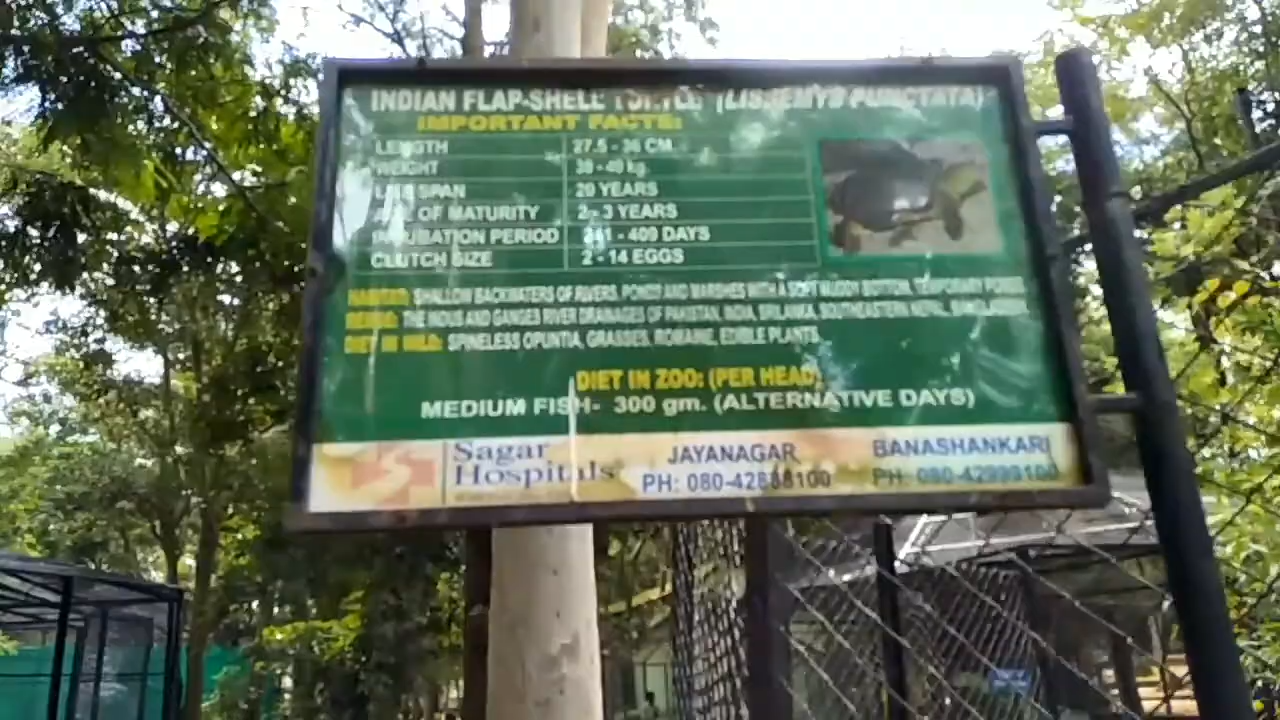 INDIAN FLAP-SHELL TURTLE (LISSEMYS PUNCTATA)
IMPORTANT FACTS:
LENGTH 27.5 - 36 CM
WEIGHT 30 - 40 kg.
LIFE SPAN 20 YEARS
AGE OF MATURITY 2 - 3 YEARS
INCUBATION PERIOD 241 - 409 DAYS
CLUTCH SIZE 2 - 14 EGGS
HABITAT: SHALLOW BACKWATERS OF RIVERS, PONDS AND MARSHES WITH A SOFT MUDDY BOTTOM, TEMPORARY PONDS.
THE INDUS AND GANGES RIVER DRAINAGES OF PAKISTAN, INDIA, SRILANKA, SOUTHEASTERN NEPAL, BANGLADESH.
DIET IN WILD: SPINELESS OPUNTIA, GRASSES, ROMAINE, EDIBLE PLANTS.
DIET IN ZOO: (PER HEAD)
MEDIUM FISH- 300 gm. (ALTERNATIVE DAYS)
Sagar Hospitals
JAYANAGAR
PH: 080-42888100
BANASHANKARI
PH: 080-42999100